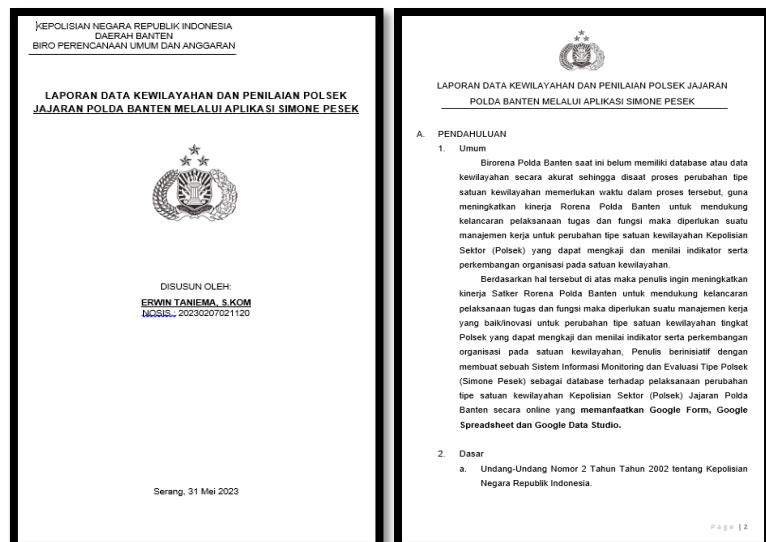 KEPOLISIAN NEGARA REPUBLIK INDONESIA
DAERAH BANTEN
BIRO PERENCANAAN UMUM DAN ANGGARAN
LAPORAN DATA KEWILAYAHAN DAN PENILAIAN POLSEK
JAJARAN POLDA BANTEN MELALUI APLIKASI SIMONE PESEK
DISUSUN OLEH:
ERWIN TANIEMA, S.KOM
NOSIS : 20230207021120
Serang, 31 Mei 2023
LAPORAN DATA KEWILAYAHAN DAN PENILAIAN POLSEK JAJARAN
POLDA BANTEN MELALUI APLIKASI SIMONE PESEK
A. PENDAHULUAN
1. Umum
Birorena Polda Banten saat ini belum memiliki database atau data
kewilayahan secara akurat sehingga disaat proses perubahan tipe
satuan kewilayahan memerlukan waktu dalam proses tersebut, guna
meningkatkan kinerja Rorena Polda Banten untuk mendukung
kelancaran pelaksanaan tugas dan fungsi maka diperlukan suatu
manajemen kerja untuk perubahan tipe satuan kewilayahan Kepolisian
Sektor (Polsek) yang dapat mengkaji dan menilai indikator serta
perkembangan organisasi pada satuan kewilayahan.
Berdasarkan hal tersebut di atas maka penulis ingin meningkatkan
kinerja Satker Rorena Polda Banten untuk mendukung kelancaran
pelaksanaan tugas dan fungsi maka diperlukan suatu manajemen kerja
yang baik/inovasi untuk perubahan tipe satuan kewilayahan tingkat
Polsek yang dapat mengkaji dan menilai indikator serta perkembangan
organisasi pada satuan kewilayahan, Penulis berinisiatif dengan
membuat sebuah Sistem Informasi Monitoring dan Evaluasi Tipe Polsek
(Simone Pesek) sebagai database terhadap pelaksanaan perubahan
tipe satuan kewilayahan Kepolisian Sektor (Polsek) Jajaran Polda
Banten secara online yang memanfaatkan Google Form, Google
Spreadsheet dan Google Data Studio.
2. Dasar
a. Undang-Undang Nomor 2 Tahun Tahun 2002 tentang Kepolisian
Negara Republik Indonesia.
Page | 2